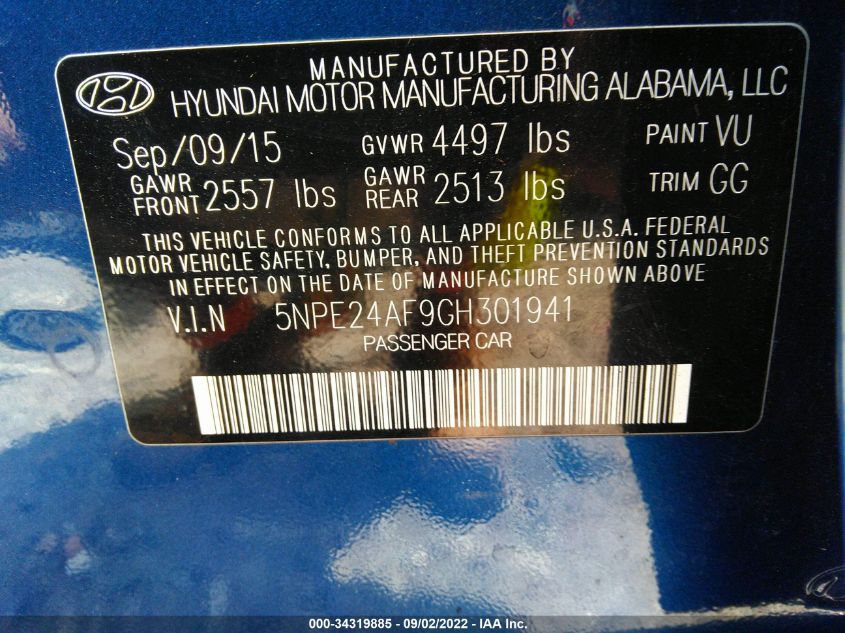 MANUFACTURED BY
HYUNDAI MOTOR MANUFACTURING ALABAMA, LLC
Sep/09/15 GVWR 4497 lbs PAINT VU
GAWR FRONT 2557 lbs GAWR REAR 2513 lbs TRIM GG
THIS VEHICLE CONFORMS TO ALL APPLICABLE U.S.A. FEDERAL
MOTOR VEHICLE SAFETY, BUMPER, AND THEFT PREVENTION STANDARDS
IN EFFECT ON THE DATE OF MANUFACTURE SHOWN ABOVE
V.I.N 5NPE24AF9GH301941
PASSENGER CAR
000-34319885 - 09/02/2022 - IAA Inc.